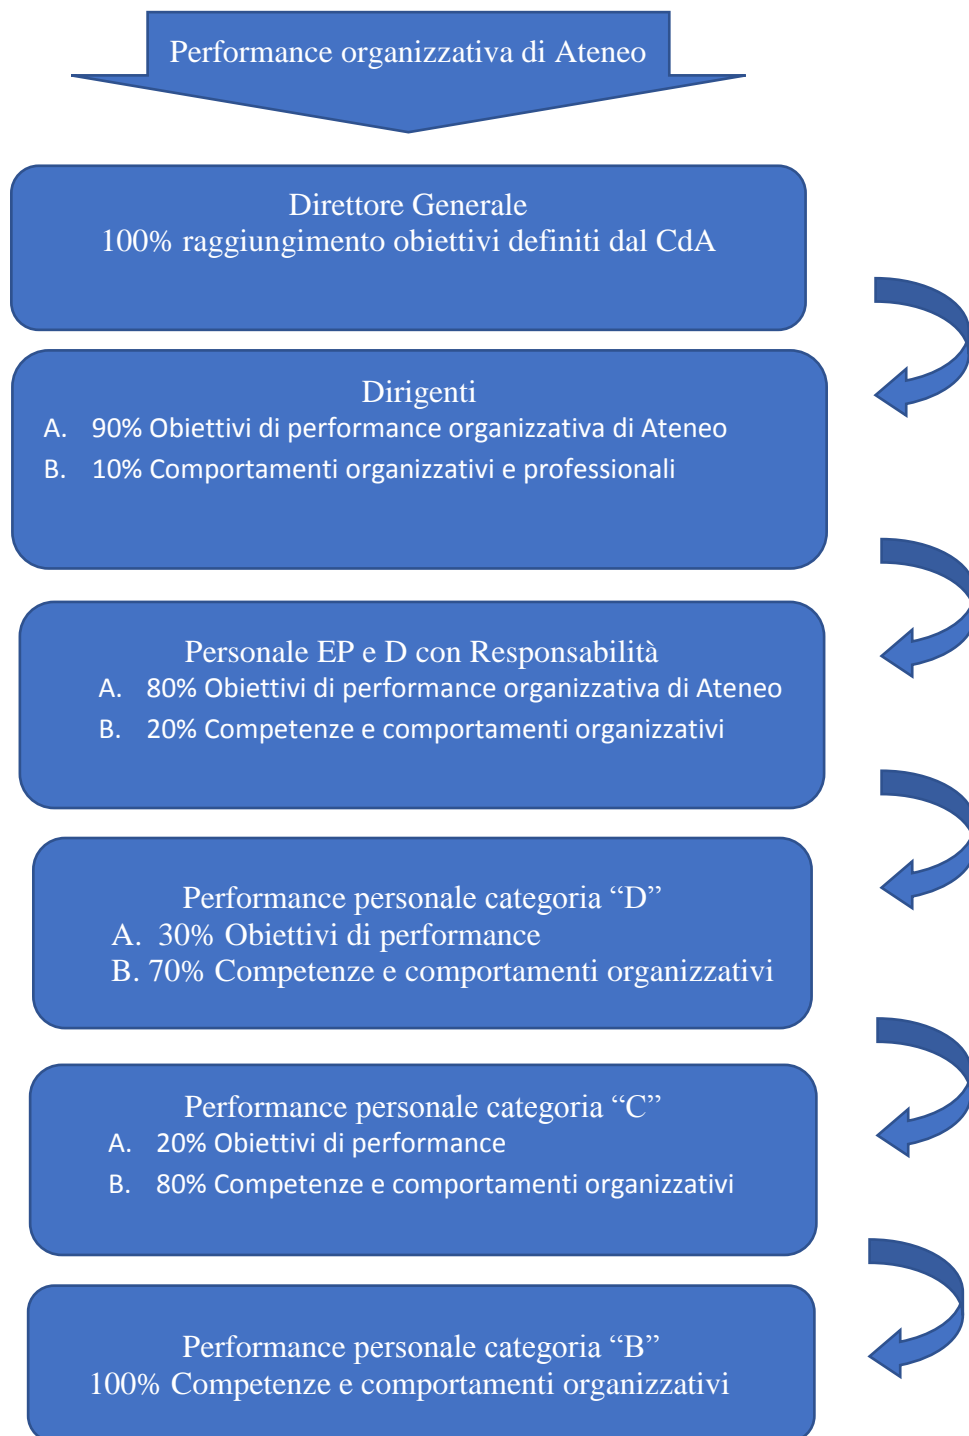 Performance organizzativa di Ateneo
Direttore Generale
100% raggiungimento obiettivi definiti dal CdA
Dirigenti
A. 90% Obiettivi di performance organizzativa di Ateneo
B. 10% Comportamenti organizzativi e professionali
Personale EP e D con Responsabilità
A. 80% Obiettivi di performance organizzativa di Ateneo
B. 20% Competenze e comportamenti organizzativi
Performance personale categoria “D”
A. 30% Obiettivi di performance
B. 70% Competenze e comportamenti organizzativi
Performance personale categoria “C”
A. 20% Obiettivi di performance
B. 80% Competenze e comportamenti organizzativi
Performance personale categoria “B”
100% Competenze e comportamenti organizzativi